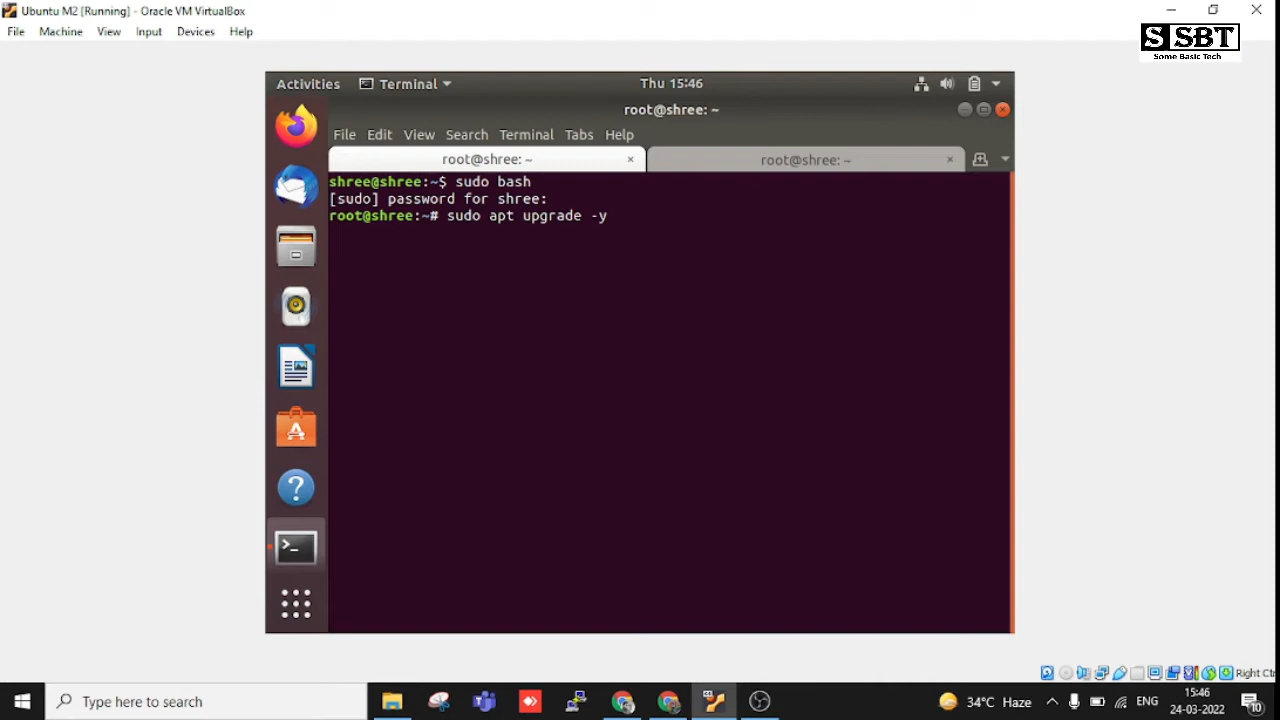 Ubuntu M2 [Running] - Oracle VM VirtualBox
File Machine View Input Devices Help
S SBT
Some Basic Tech
Activities Terminal Thu 15:46
root@shree: ~
File Edit View Search Terminal Tabs Help
root@shree: ~ × root@shree: ~ ×
shree@shree:~$ sudo bash
[sudo] password for shree:
root@shree:~# sudo apt upgrade -y
Right Ctr
Type here to search
34°C Haze ENG 15:46
24-03-2022
10